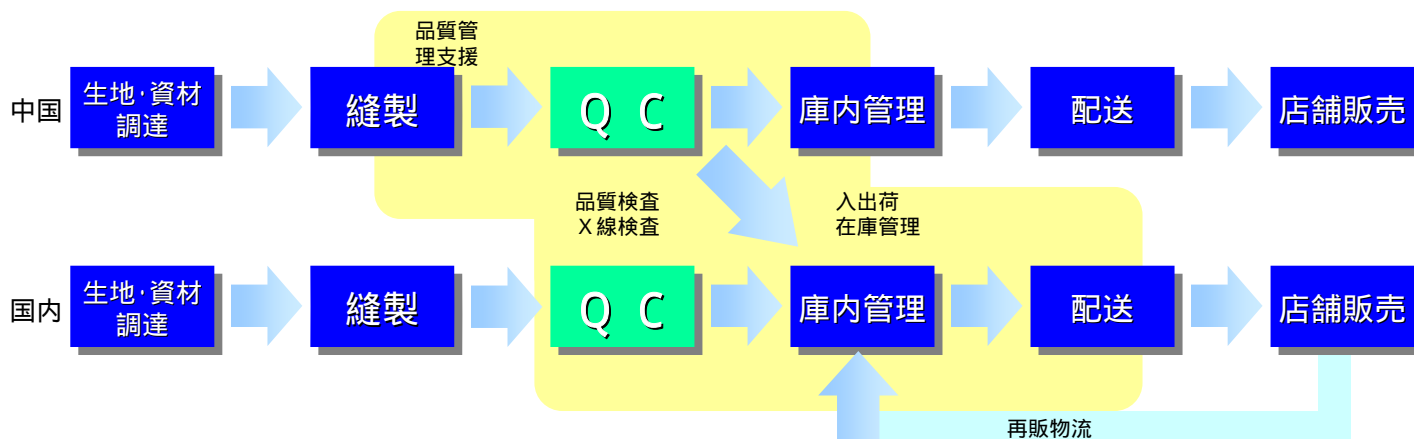 品質管
理支援
中国
生地・資材
調達
縫製
Q C
庫内管理
配送
店舗販売
品質検査
X線検査
入出荷
在庫管理
国内
生地・資材
調達
縫製
Q C
庫内管理
配送
店舗販売
再販物流